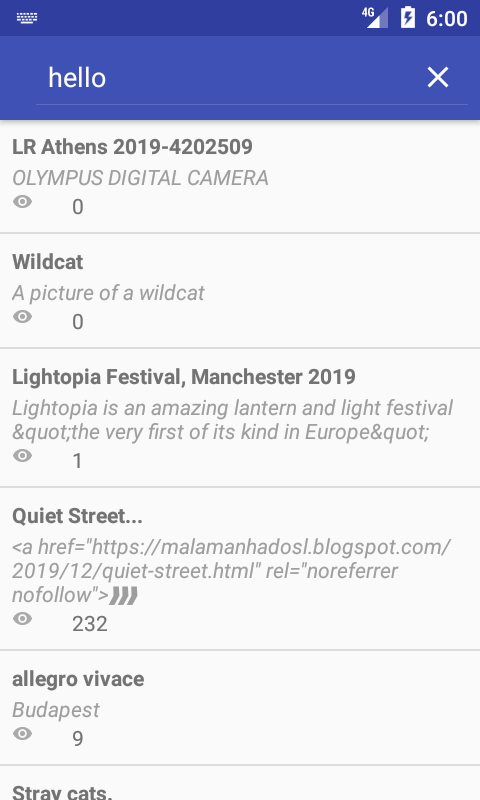 4G 6:00
hello
LR Athens 2019-4202509
OLYMPUS DIGITAL CAMERA
0
Wildcat
A picture of a wildcat
0
Lightopia Festival, Manchester 2019
Lightopia is an amazing lantern and light festival
&quot;the very first of its kind in Europe&quot;
1
Quiet Street...
<a href="https://malamanhadosl.blogspot.com/
2019/12/quiet-street.html" rel="noreferrer
nofollow">
232
allegro vivace
Budapest
9
Stray cats.